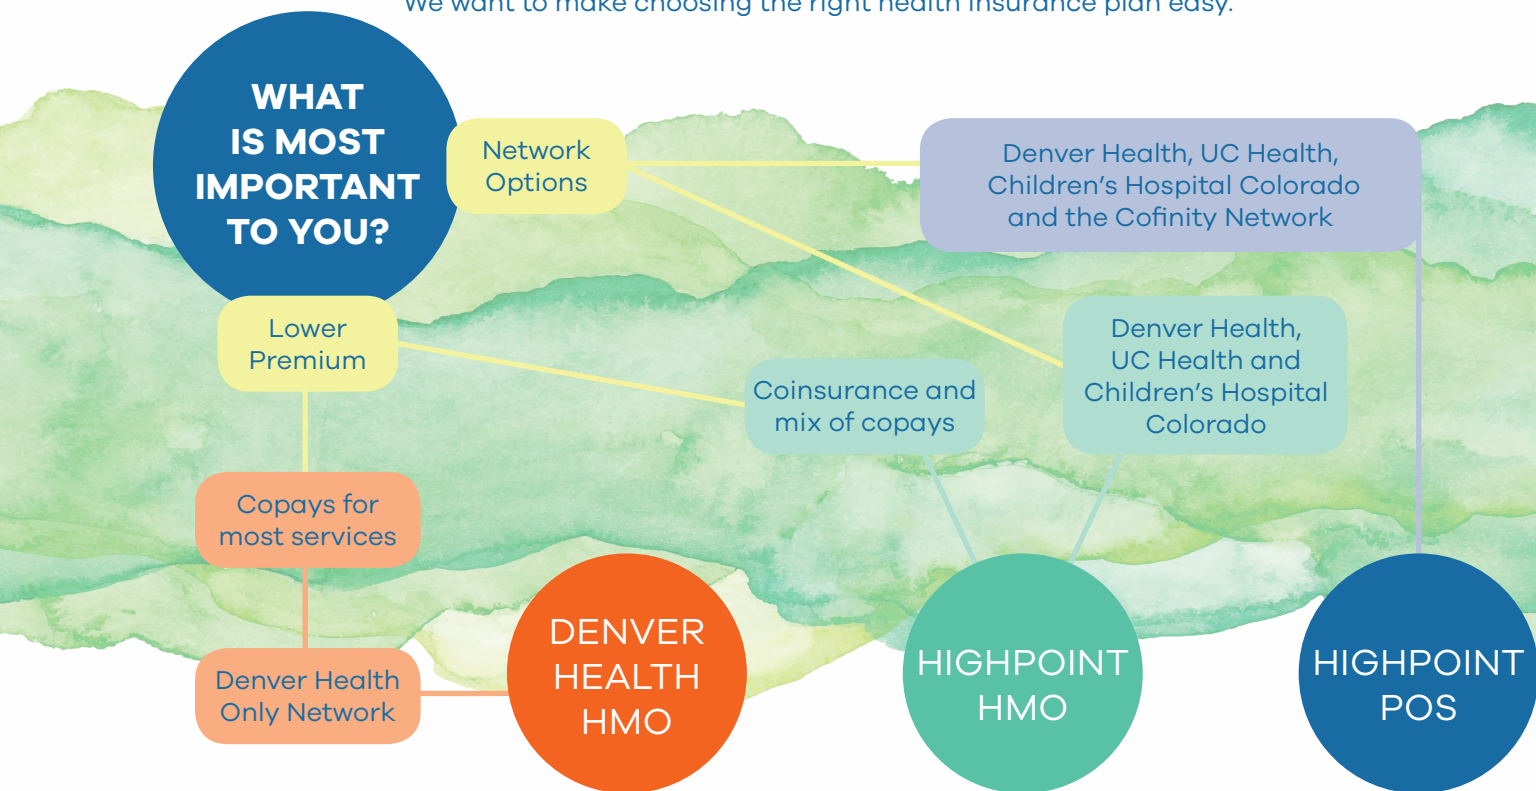 We want to make choosing the right health insurance plan easy.
WHAT
IS MOST
IMPORTANT
TO YOU?
Network
Options
Denver Health, UC Health,
Children’s Hospital Colorado
and the Cofinity Network
Lower
Premium
Coinsurance and
mix of copays
Denver Health,
UC Health and
Children’s Hospital
Colorado
Copays for
most services
Denver Health
Only Network
DENVER
HEALTH
HMO
HIGHPOINT
HMO
HIGHPOINT
POS